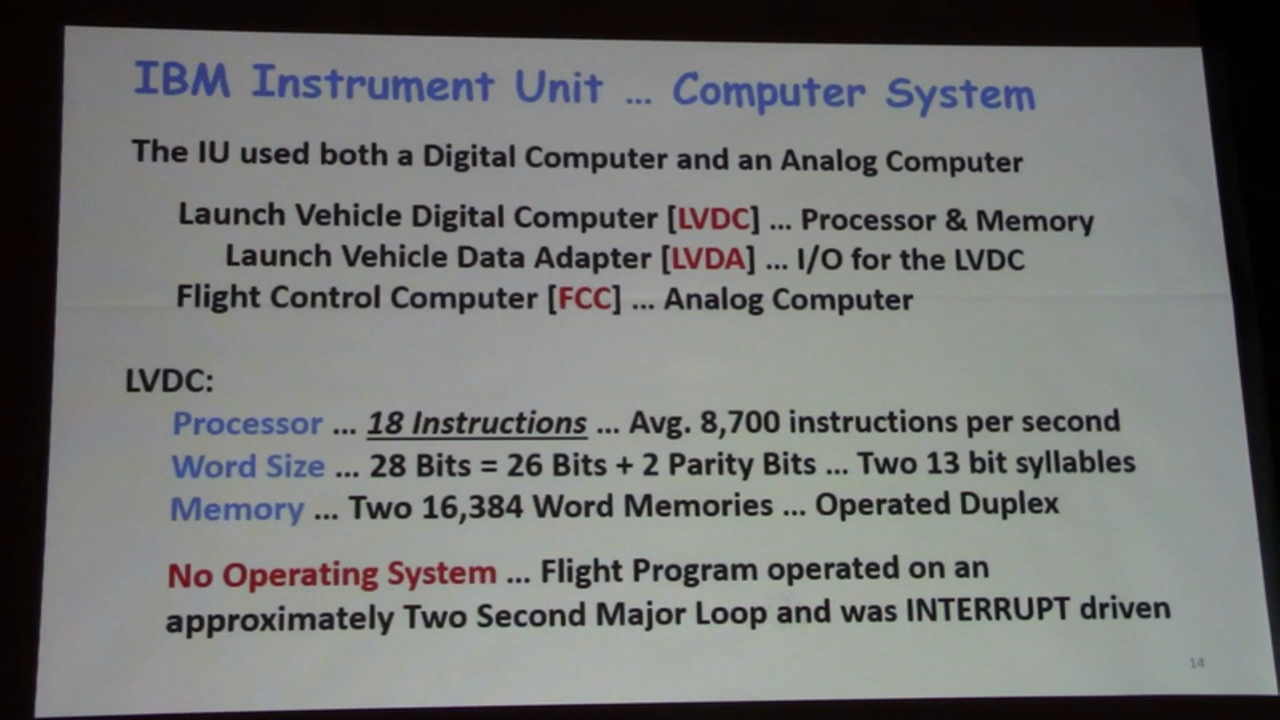 IBM Instrument Unit ... Computer System
The IU used both a Digital Computer and an Analog Computer
Launch Vehicle Digital Computer [LVDC] ... Processor & Memory
Launch Vehicle Data Adapter [LVDA] ... I/O for the LVDC
Flight Control Computer [FCC] ... Analog Computer
LVDC:
Processor ... 18 Instructions ... Avg. 8,700 instructions per second
Word Size ... 28 Bits = 26 Bits + 2 Parity Bits ... Two 13 bit syllables
Memory ... Two 16,384 Word Memories ... Operated Duplex
No Operating System ... Flight Program operated on an
approximately Two Second Major Loop and was INTERRUPT driven
14